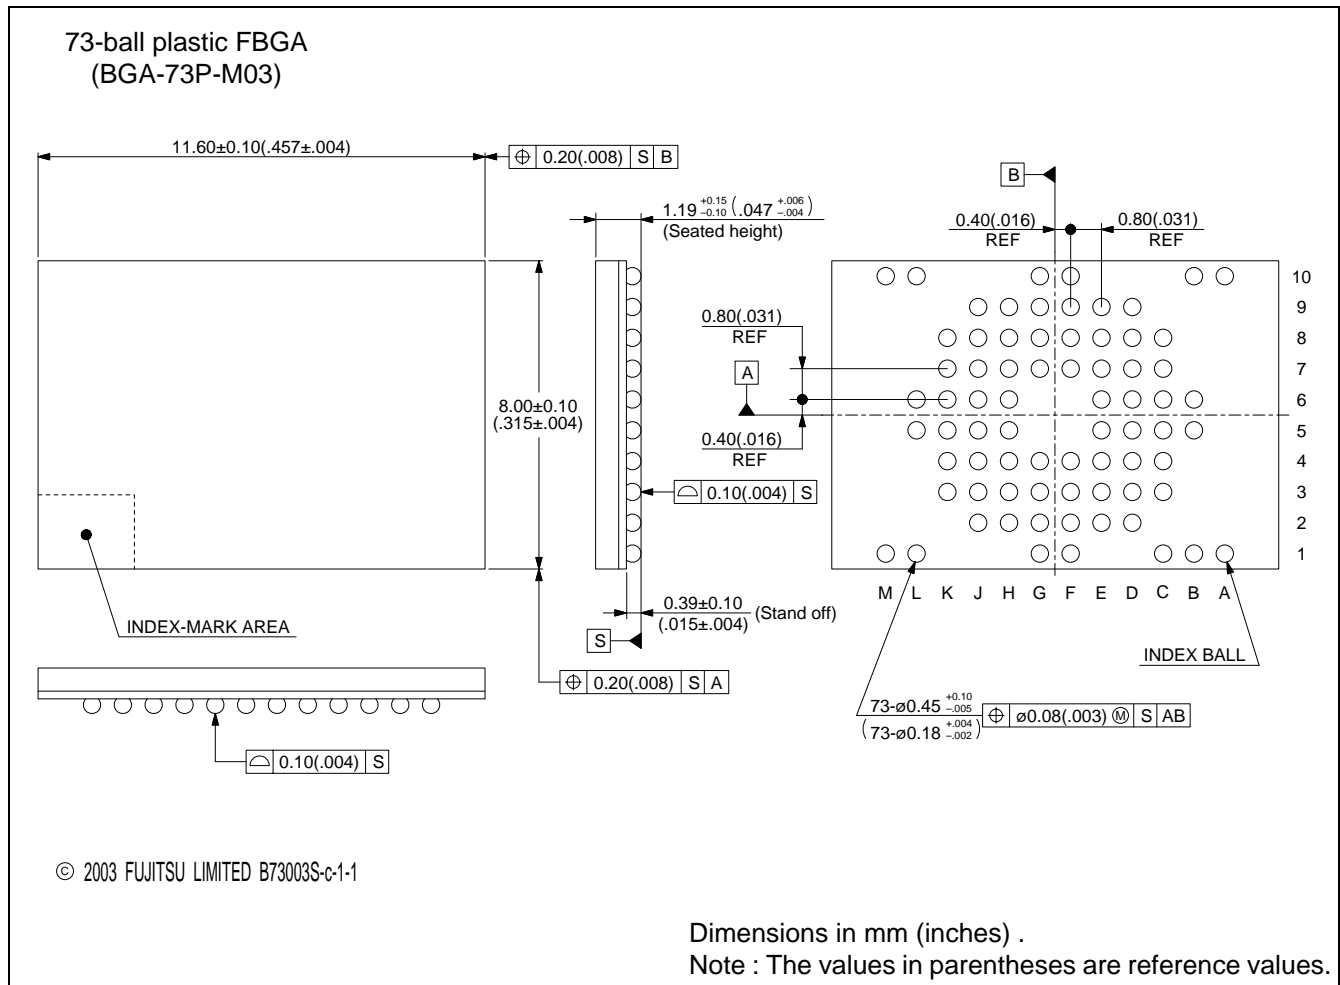 73-ball plastic FBGA
(BGA-73P-M03)
11.60±0.10(.457±.004)
⌖ 0.20(.008) S B
1.19 +0.15 −0.10 (.047 +.006 −.004)
(Seated height)
B
0.40(.016)
REF
0.80(.031)
REF
10
9
8
7
6
5
4
3
2
1
0.80(.031)
REF
A
0.40(.016)
REF
8.00±0.10
(.315±.004)
⌓ 0.10(.004) S
M L K J H G F E D C B A
0.39±0.10
(.015±.004)
(Stand off)
S
INDEX-MARK AREA
INDEX BALL
⌖ 0.20(.008) S A
73-ø0.45 +0.10 −.005
(73-ø0.18 +.004 −.002)
⌖ ø0.08(.003) Ⓜ S AB
⌓ 0.10(.004) S
© 2003 FUJITSU LIMITED B73003S-c-1-1
Dimensions in mm (inches) .
Note : The values in parentheses are reference values.